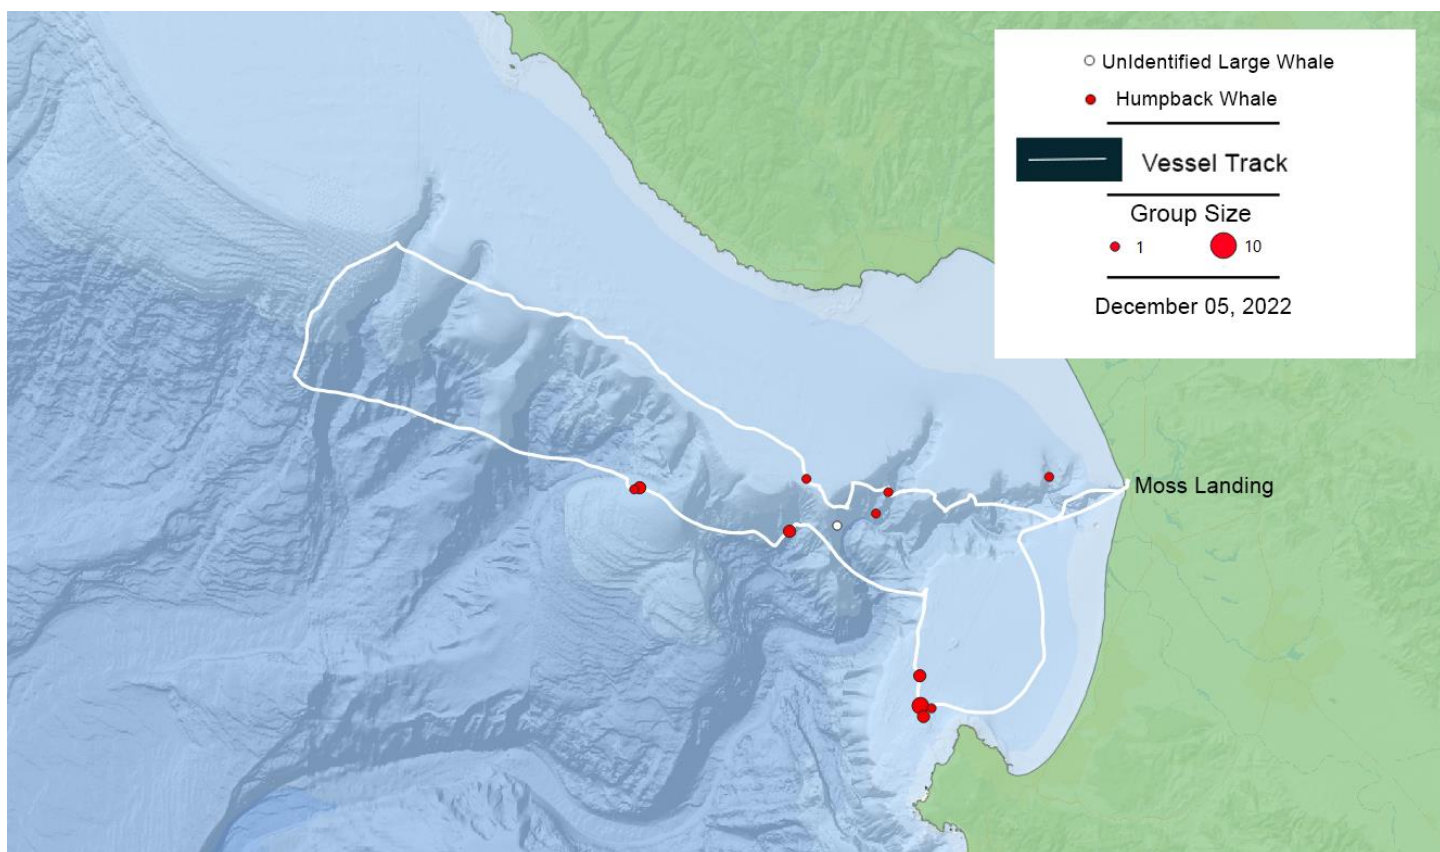 UnIdentified Large Whale
Humpback Whale
Vessel Track
Group Size
1 10
December 05, 2022
Moss Landing